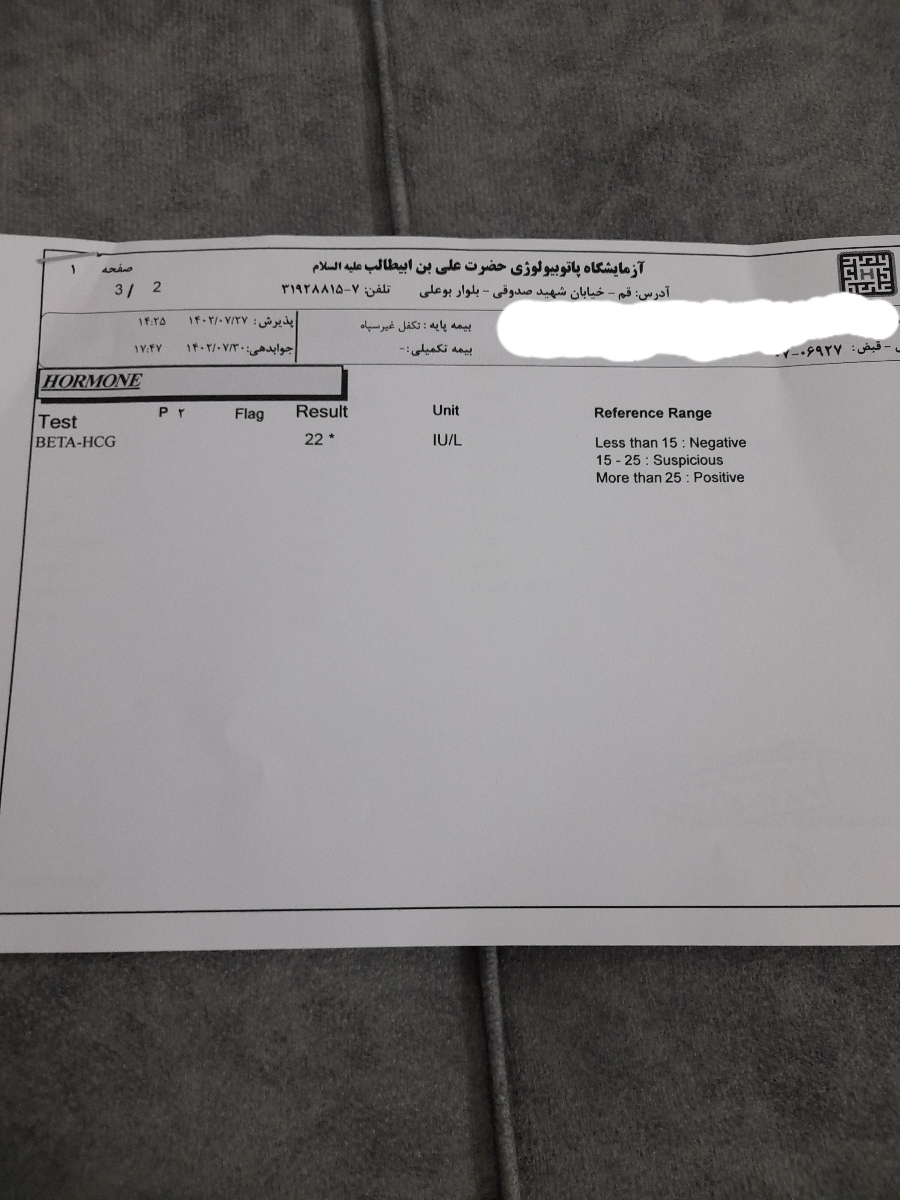 آزمایشگاه پاتوبیولوژی حضرت علی بن ابیطالب علیه السلام
صفحه ۱
آدرس: قم - خیابان شهید صدوقی - بلوار بوعلی تلفن: ۷-۳۱۹۲۸۸۱۵
3 / 2
بیمه پایه : تکفل غیرسپاه
پذیرش: ۱۴۰۲/۰۷/۲۷ ۱۴:۲۵
قبض: ۰۶۹۲۷-
بیمه تکمیلی: -
جوابدهی: ۱۴۰۲/۰۷/۳۰ ۱۷:۴۷
HORMONE
Test P ۲ Flag Result Unit Reference Range
BETA-HCG 22 * IU/L Less than 15 : Negative
15 - 25 : Suspicious
More than 25 : Positive